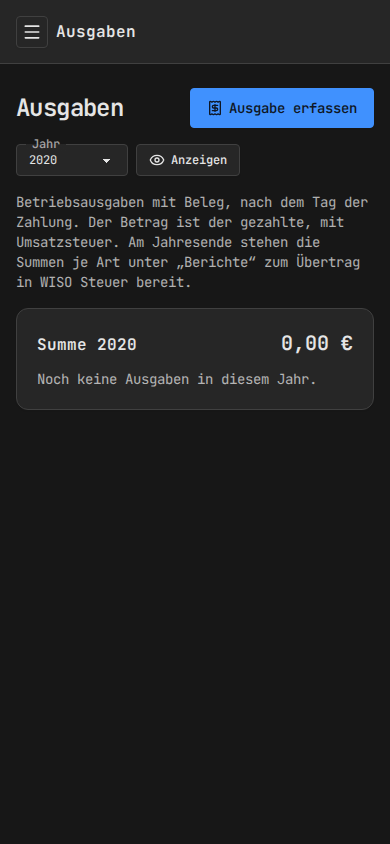 Ausgaben
Ausgaben
Ausgabe erfassen
Jahr
2020
Anzeigen
Betriebsausgaben mit Beleg, nach dem Tag der
Zahlung. Der Betrag ist der gezahlte, mit
Umsatzsteuer. Am Jahresende stehen die
Summen je Art unter „Berichte“ zum Übertrag
in WISO Steuer bereit.
Summe 2020
0,00 €
Noch keine Ausgaben in diesem Jahr.